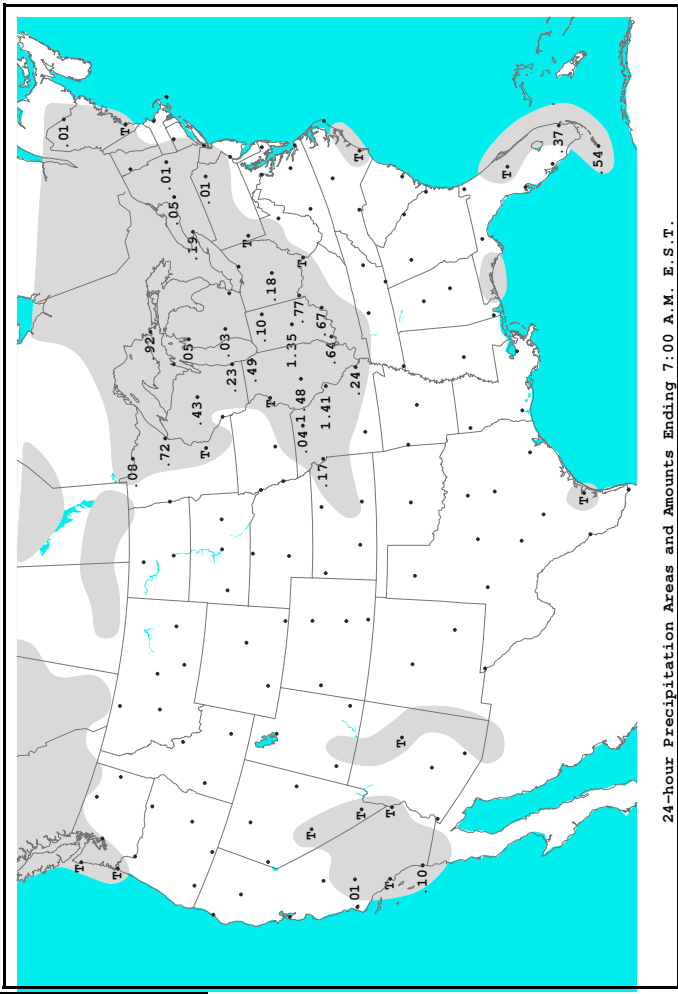 .01
T
T
T
.08
.92
.72
.01
.05
.05
.19
.43
T
.01
.03
.23
T
.49
.10
T
.18
1.35
.77
1.48
.04
T
T
.67
.17
1.41
.64
.01
.24
T
T
T
T
T
.10
T
.37
T
.54
24-hour Precipitation Areas and Amounts Ending 7:00 A.M. E.S.T.